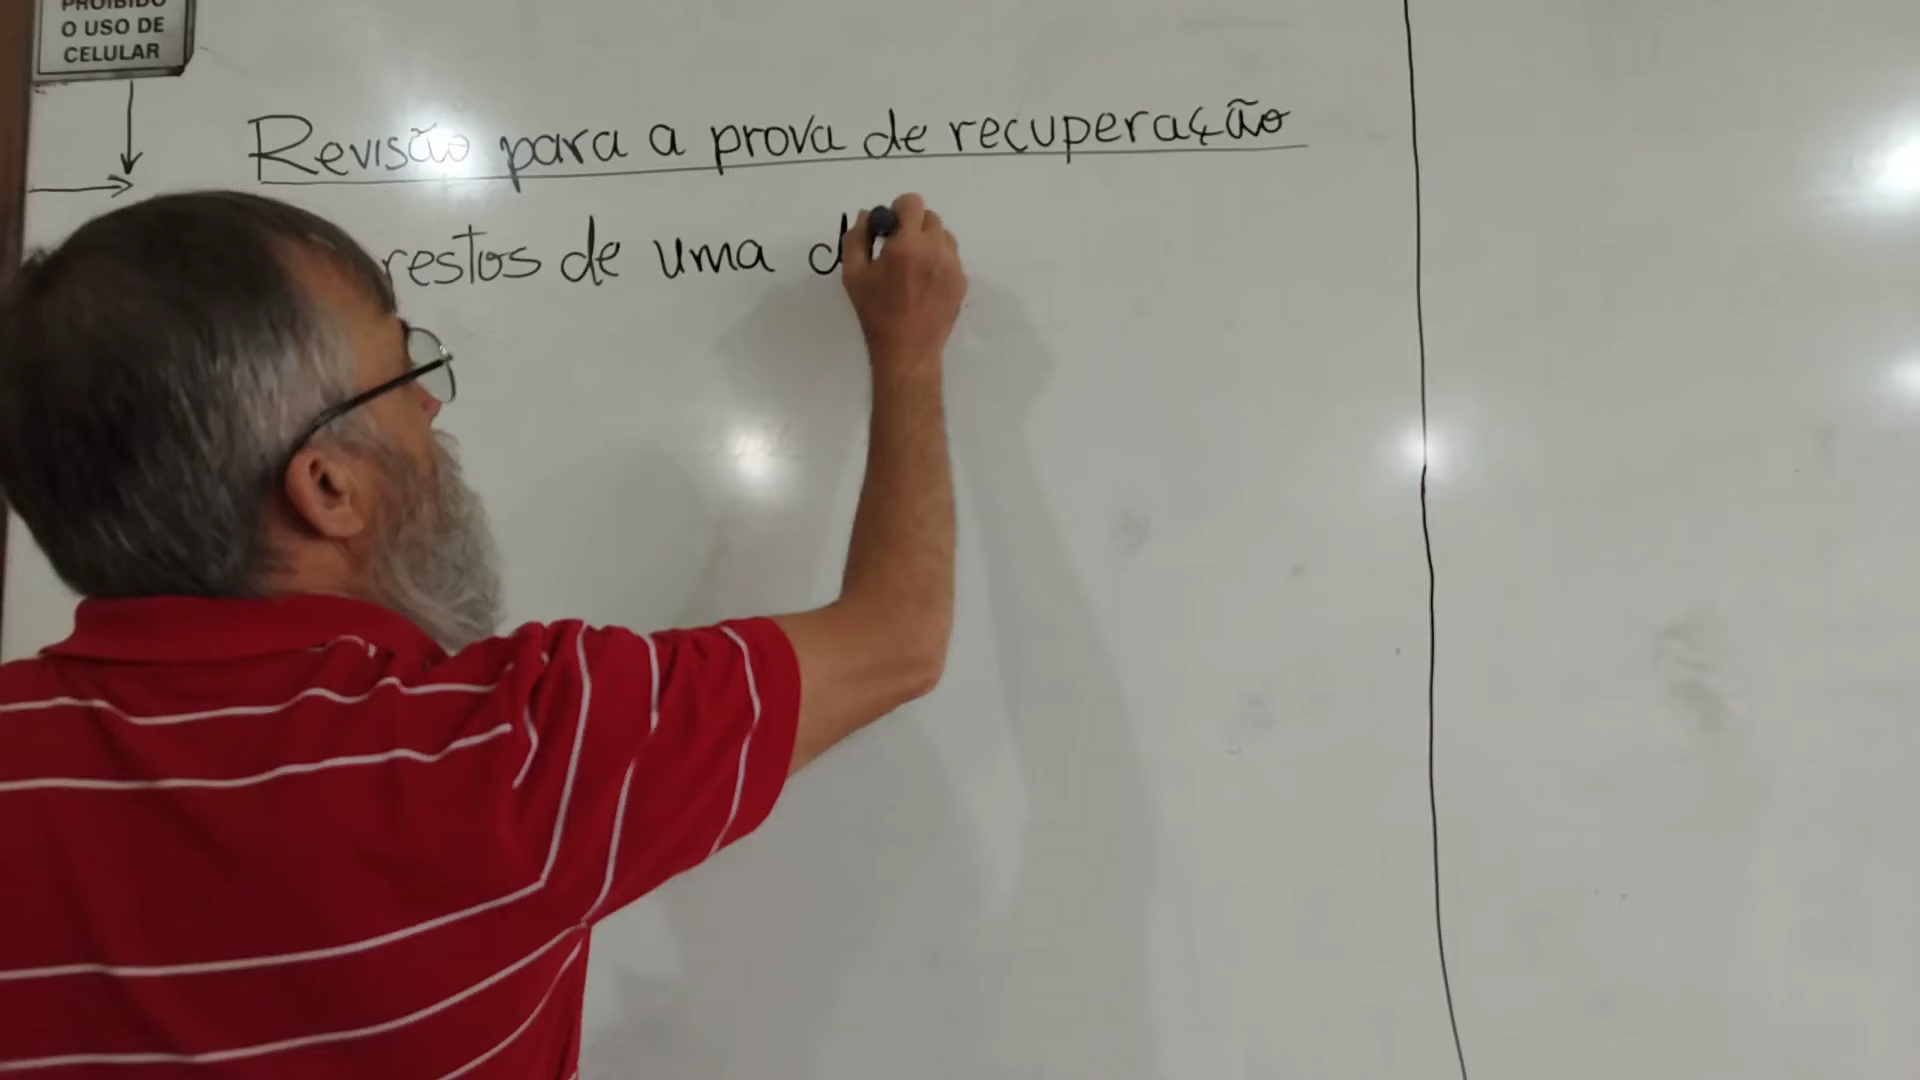 PROIBIDO
O USO DE
CELULAR
Revisão para a prova de recuperação
restos de uma